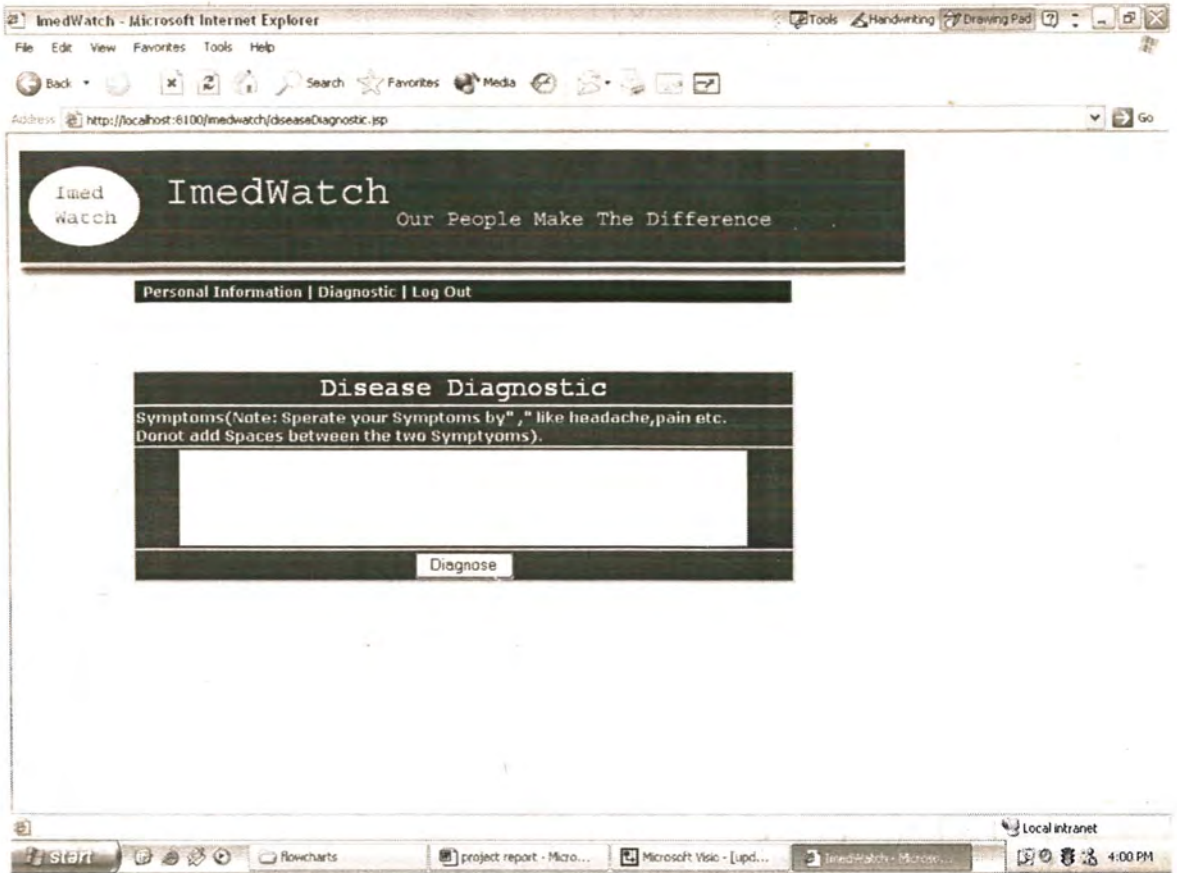 ImedWatch - Microsoft Internet Explorer Tools Handwriting Drawing Pad
File Edit View Favorites Tools Help
Back Search Favorites Media
Address http://localhost:6100/imedwatch/diseaseDiagnostic.jsp Go
Imed
Watch
ImedWatch
Our People Make The Difference
Personal Information | Diagnostic | Log Out
Disease Diagnostic
Symptoms(Note: Sperate your Symptoms by"," like headache,pain etc.
Donot add Spaces between the two Symptyoms).
Diagnose
Local intranet
start flowcharts project report - Micro... Microsoft Visio - [upd... ImedWatch - Microso... 4:00 PM